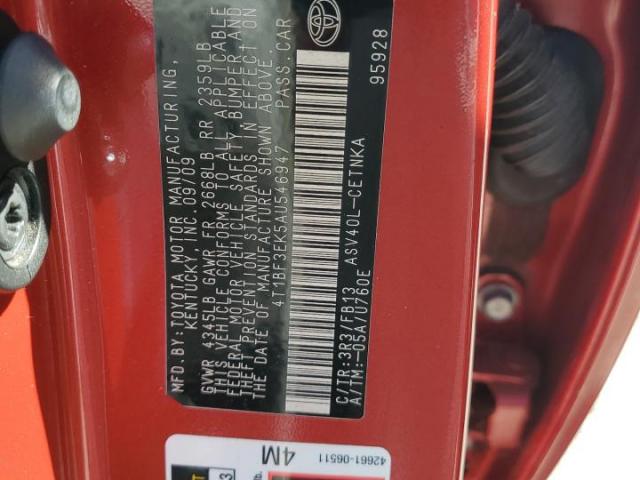 MFD. BY: TOYOTA MOTOR MANUFACTURING,
KENTUCKY, INC. 09/09
GVWR 4345LB GAWR FR. 2668LB RR 2359LB
THIS VEHICLE CONFORMS TO ALL APPLICABLE
FEDERAL MOTOR VEHICLE SAFETY, BUMPER AND
THEFT PREVENTION STANDARDS IN EFFECT ON
THE DATE OF MANUFACTURE SHOWN ABOVE.
4T1BF3EK5AU546947 PASS. CAR
C/TR: 3R3/FB13 ASV40L-CETNKA
A/TM: -05A/U760E 95928
42661-06511
4M